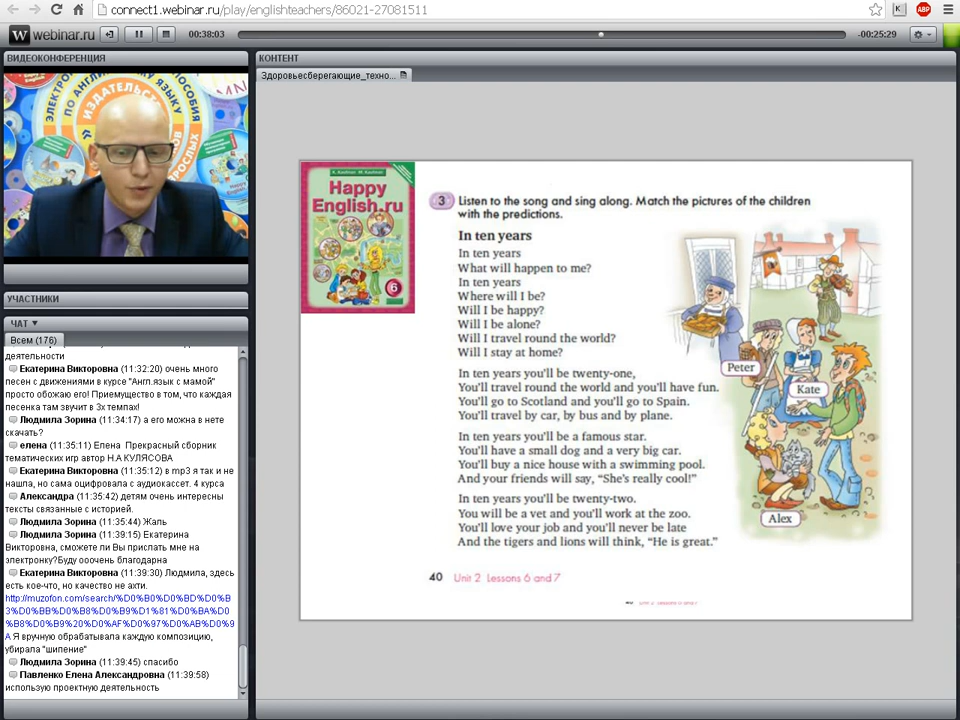 connect1.webinar.ru/play/englishteachers/86021-27081511
webinar.ru
00:38:03
-00:25:29
ВИДЕОКОНФЕРЕНЦИЯ
ЭЛЕКТРОННЫЕ ПОСОБИЯ
ПО АНГЛИЙСКОМУ ЯЗЫКУ
ИЗДАТЕЛЬСТВО
УЧАСТНИКИ
ЧАТ
Всем (176)
деятельности
Екатерина Викторовна (11:32:20) очень много
песен с движениями в курсе "Англ.язык с мамой"
просто обожаю его! Приемущество в том, что каждая
песенка там звучит в 3х темпах!
Людмила Зорина (11:34:17) а его можна в нете
скачать?
елена (11:35:11) Елена Прекрасный сборник
тематических игр автор Н.А КУЛЯСОВА
Екатерина Викторовна (11:35:12) в mp3 я так и не
нашла, но сама оцифровала с аудиокассет. 4 курса
Александра (11:35:42) детям очень интересны
тексты связанные с историей.
Людмила Зорина (11:35:44) Жаль
Людмила Зорина (11:39:15) Екатерина
Викторовна, сможете ли Вы прислать мне на
электронку?Буду ооочень благодарна
Екатерина Викторовна (11:39:30) Людмила, здесь
есть кое-что, но качество не ахти.
http://muzofon.com/search/%D0%B0%D0%BD%D0%B
3%D0%BB%D0%B8%D0%B9%D1%81%D0%BA%D0
%B8%D0%B9%20%D0%AF%D0%97%D0%AB%D0%9
A Я вручную обрабатывала каждую композицию,
убирала "шипение"
Людмила Зорина (11:39:45) спасибо
Павленко Елена Александровна (11:39:58)
использую проектную деятельность
КОНТЕНТ
Здоровьесберегающие_техно...
Happy
English.ru
6
3 Listen to the song and sing along. Match the pictures of the children
with the predictions.
In ten years
In ten years
What will happen to me?
In ten years
Where will I be?
Will I be happy?
Will I be alone?
Will I travel round the world?
Will I stay at home?
In ten years you'll be twenty-one,
You'll travel round the world and you'll have fun.
You'll go to Scotland and you'll go to Spain.
You'll travel by car, by bus and by plane.
In ten years you'll be a famous star.
You'll have a small dog and a very big car.
You'll buy a nice house with a swimming pool.
And your friends will say, “She's really cool!”
In ten years you'll be twenty-two.
You will be a vet and you'll work at the zoo.
You'll love your job and you'll never be late
And the tigers and lions will think, “He is great.”
Peter
Kate
Alex
40 Unit 2 Lessons 6 and 7